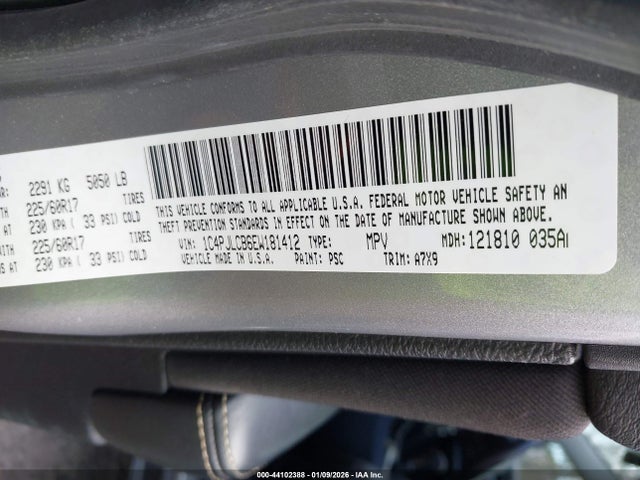 2291 KG 5050 LB
225/60R17 TIRES
230 KPA ( 33 PSI) COLD
WITH 225/60R17 TIRES
AT 230 KPA ( 33 PSI) COLD
THIS VEHICLE CONFORMS TO ALL APPLICABLE U.S.A. FEDERAL MOTOR VEHICLE SAFETY AN
THEFT PREVENTION STANDARDS IN EFFECT ON THE DATE OF MANUFACTURE SHOWN ABOVE.
VIN: 1C4PJLCB6EW181412 TYPE: MPV MDH: 121810 035A
VEHICLE MADE IN U.S.A. PAINT: PSC TRIM: A7X9
000-44102388 - 01/09/2026 - IAA Inc.